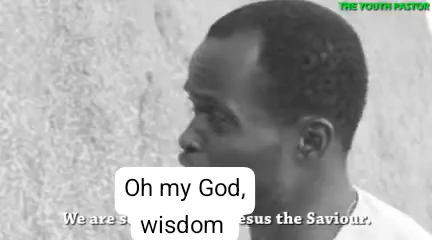 THE YOUTH PASTOR
Oh my God,
wisdom
We are esus the Saviour.